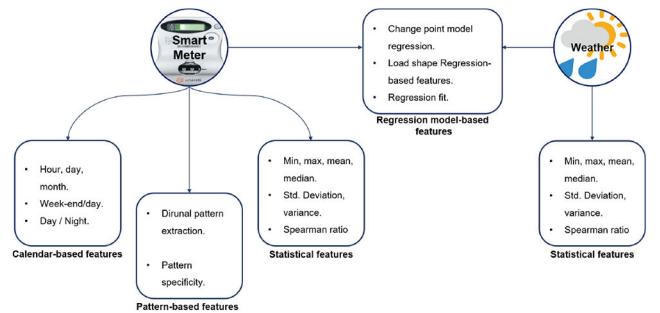 Smart
Meter
• Change point model
regression.
• Load shape Regression-
based features.
• Regression fit.
Regression model-based
features
Weather
• Hour, day,
month.
• Week-end/day.
• Day / Night.
Calendar-based features
• Dirunal pattern
extraction.
• Pattern
specificity.
Pattern-based features
• Min, max, mean,
median.
• Std. Deviation,
variance.
• Spearman ratio
Statistical features
• Min, max, mean,
median.
• Std. Deviation,
variance.
• Spearman ratio
Statistical features